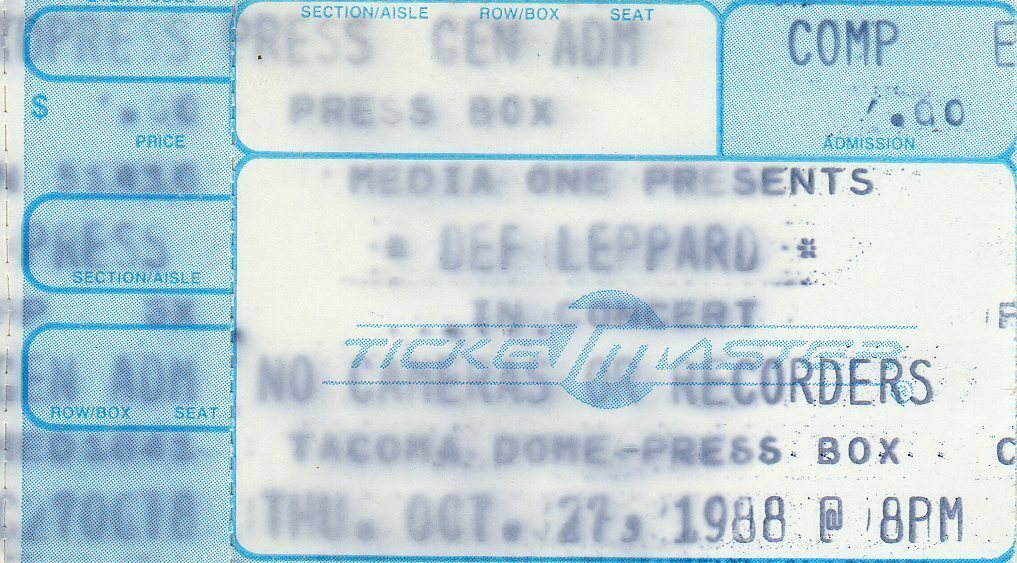 SECTION/AISLE ROW/BOX SEAT
PRESS PRESS GEN ADM COMP E
$ .00 PRESS BOX .00
PRICE ADMISSION
MEDIA ONE PRESENTS
PRESS * DEF LEPPARD *
SECTION/AISLE
IN CONCERT
TICKETMASTER
GEN ADM NO CAMERAS OR RECORDERS
ROW/BOX SEAT
TACOMA DOME-PRESS BOX C
THU. OCT. 27, 1988 @ 8PM